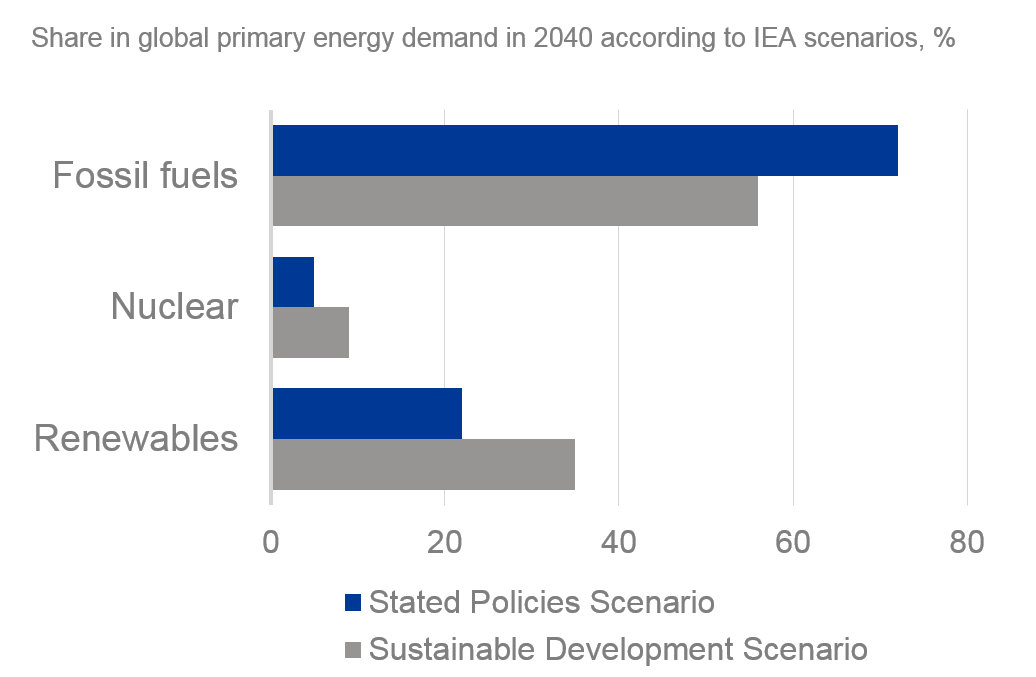 Share in global primary energy demand in 2040 according to IEA scenarios, %
Fossil fuels
Nuclear
Renewables
0 20 40 60 80
Stated Policies Scenario
Sustainable Development Scenario